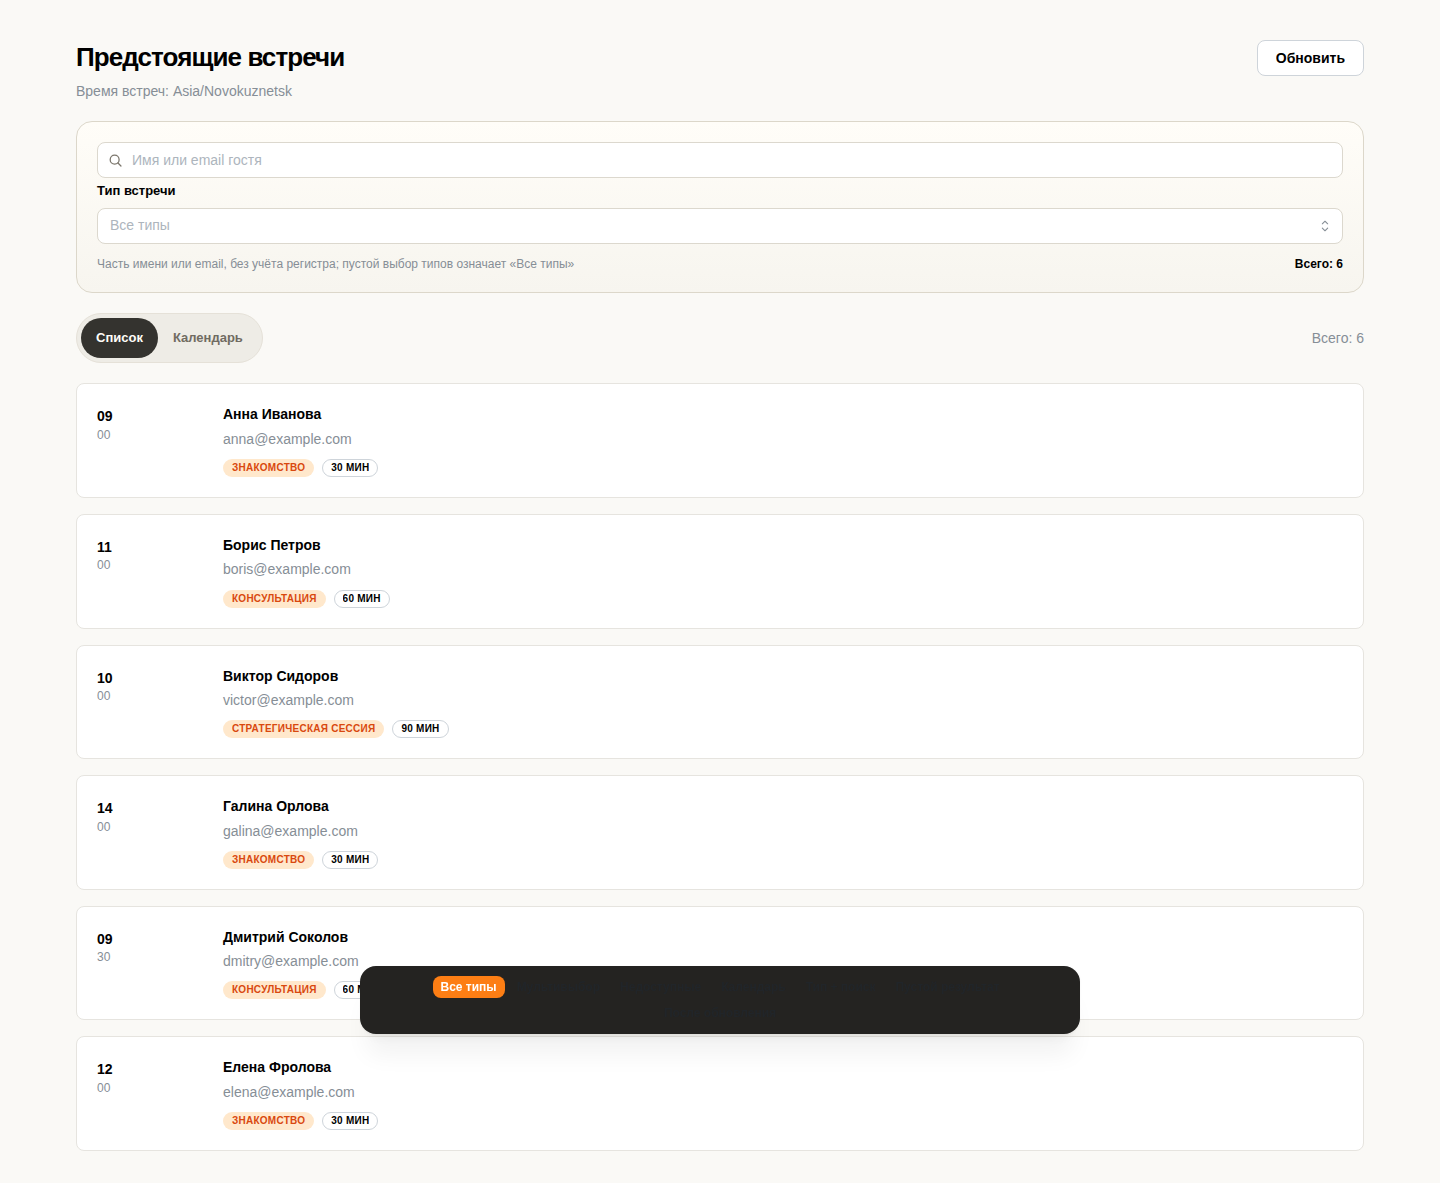 Предстоящие встречи
Обновить
Время встреч: Asia/Novokuznetsk
Имя или email гостя
Тип встречи
Все типы
Часть имени или email, без учёта регистра; пустой выбор типов означает «Все типы»
Всего: 6
Список
Календарь
Всего: 6
09
00
Анна Иванова
anna@example.com
ЗНАКОМСТВО
30 МИН
11
00
Борис Петров
boris@example.com
КОНСУЛЬТАЦИЯ
60 МИН
10
00
Виктор Сидоров
victor@example.com
СТРАТЕГИЧЕСКАЯ СЕССИЯ
90 МИН
14
00
Галина Орлова
galina@example.com
ЗНАКОМСТВО
30 МИН
09
30
Дмитрий Соколов
dmitry@example.com
КОНСУЛЬТАЦИЯ
60
Все типы
12
00
Елена Фролова
elena@example.com
ЗНАКОМСТВО
30 МИН